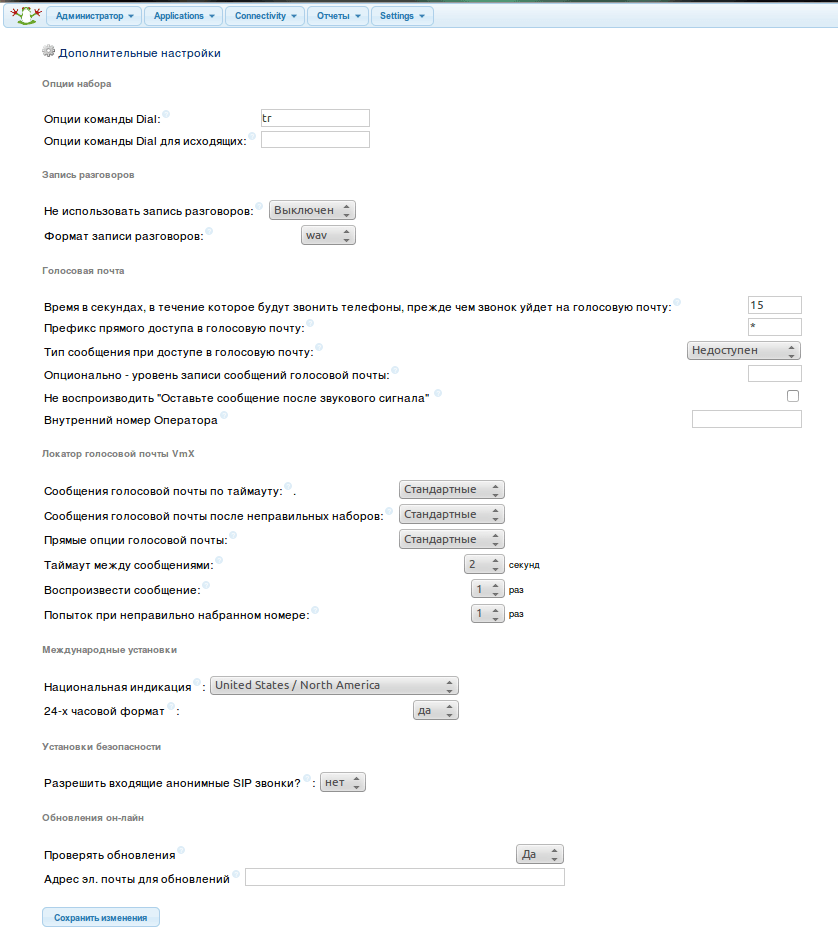 Администратор Applications Connectivity Отчеты Settings
Дополнительные настройки
Опции набора
Опции команды Dial: tr
Опции команды Dial для исходящих:
Запись разговоров
Не использовать запись разговоров: Выключен
Формат записи разговоров: wav
Голосовая почта
Время в секундах, в течение которое будут звонить телефоны, прежде чем звонок уйдет на голосовую почту: 15
Префикс прямого доступа в голосовую почту: *
Тип сообщения при доступе в голосовую почту: Недоступен
Опционально - уровень записи сообщений голосовой почты:
Не воспроизводить "Оставьте сообщение после звукового сигнала"
Внутренний номер Оператора
Локатор голосовой почты VmX
Сообщения голосовой почты по таймауту: . Стандартные
Сообщения голосовой почты после неправильных наборов: Стандартные
Прямые опции голосовой почты: Стандартные
Таймаут между сообщениями: 2 секунд
Воспроизвести сообщение: 1 раз
Попыток при неправильно набранном номере: 1 раз
Международные установки
Национальная индикация : United States / North America
24-х часовой формат : да
Установки безопасности
Разрешить входящие анонимные SIP звонки? : нет
Обновления он-лайн
Проверять обновления Да
Адрес эл. почты для обновлений
Сохранить изменения